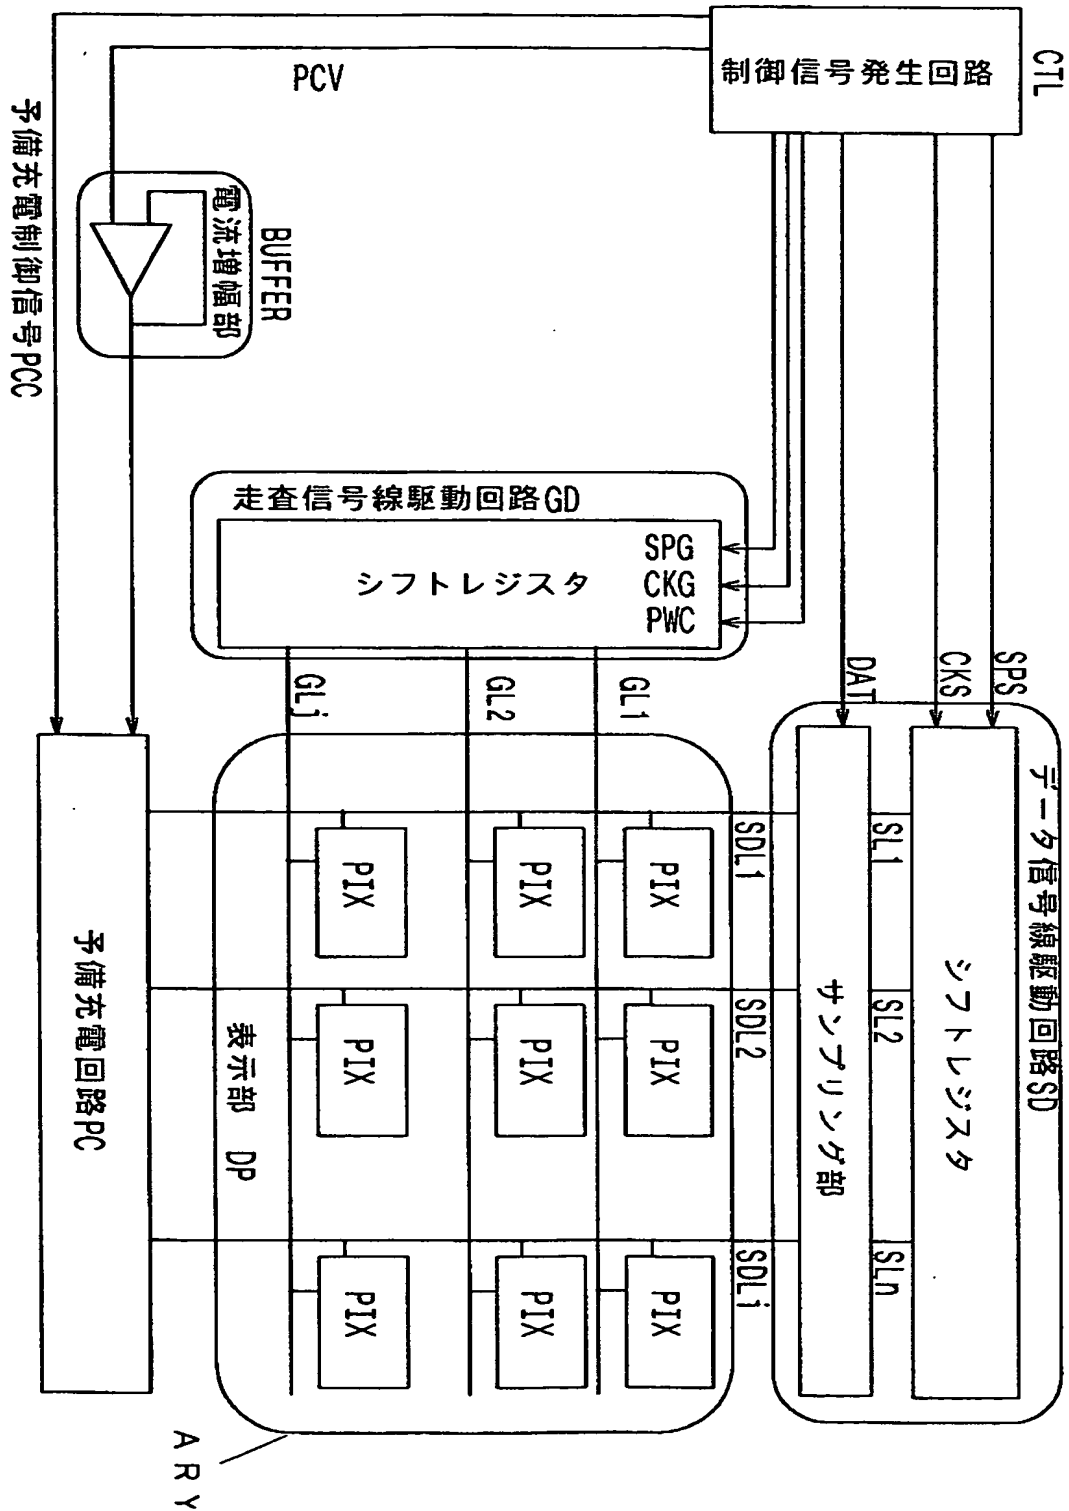 CTL
制御信号発生回路
PCV
予備充電制御信号PCC
BUFFER
電流増幅部
走査信号線駆動回路GD
シフトレジスタ
SPG
CKG
PWC
SPS
CKS
DAT
データ信号線駆動回路SD
シフトレジスタ
サンプリング部
SL1
SL2
SLn
SDL1
SDL2
SDLi
GL1
GL2
GLj
PIX
PIX
PIX
PIX
PIX
PIX
PIX
PIX
PIX
表示部 DP
予備充電回路PC
ARY